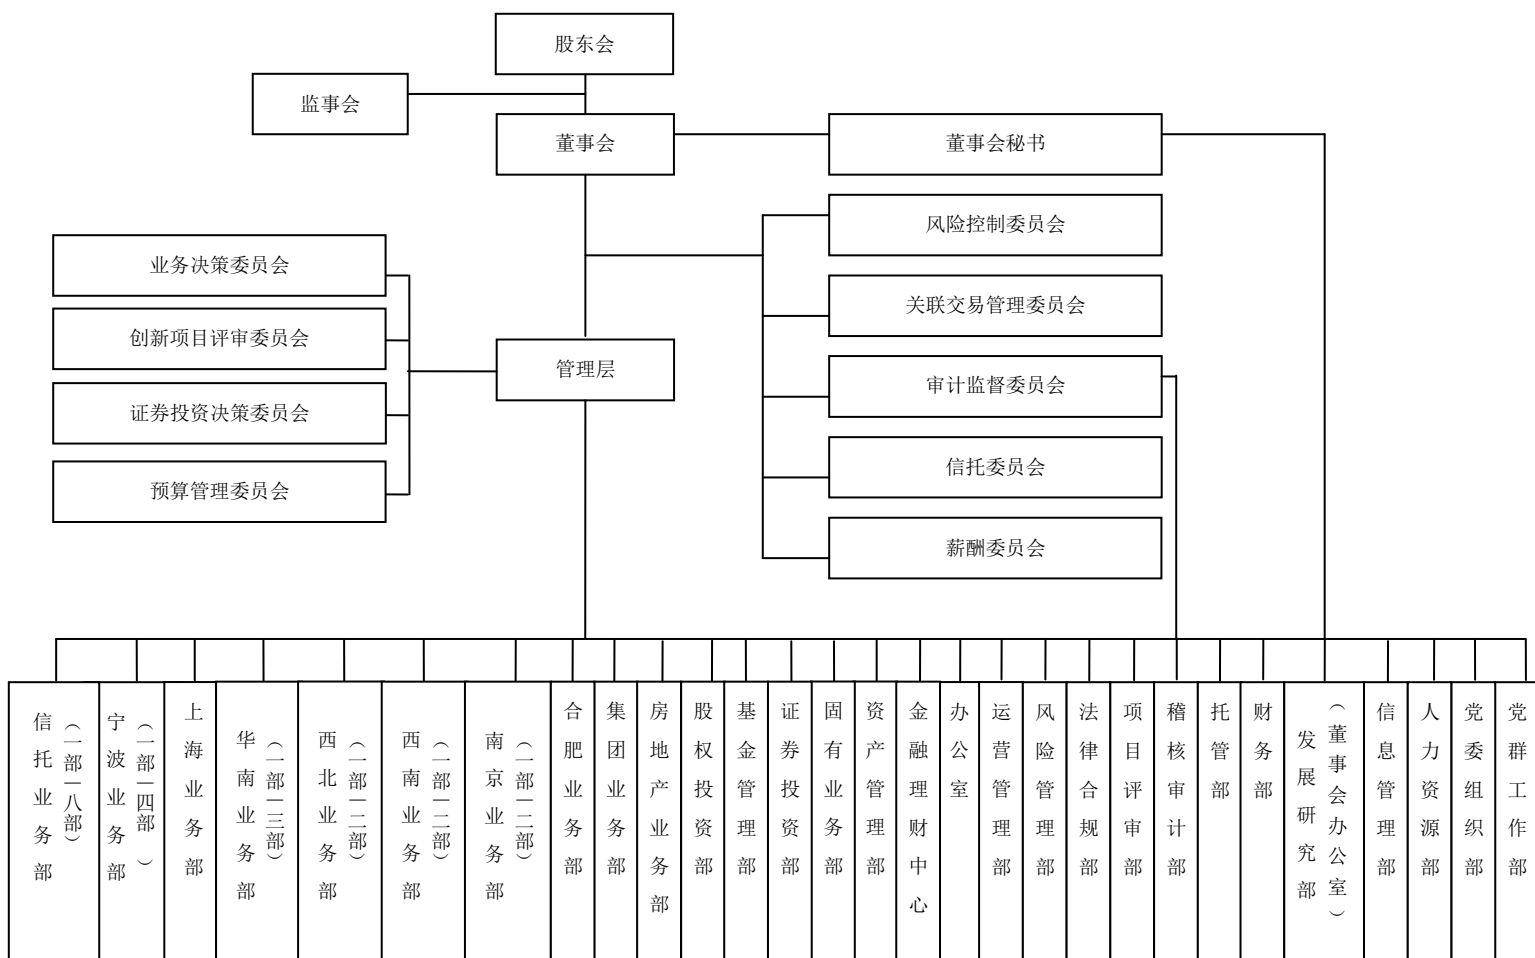 股东会
监事会
董事会
董事会秘书
风险控制委员会
业务决策委员会
关联交易管理委员会
创新项目评审委员会
管理层
审计监督委员会
证券投资决策委员会
信托委员会
预算管理委员会
薪酬委员会
信托业务部
（一部—八部）
宁波业务部
（一部—四部）
上海业务部
华南业务部
（一部—三部）
西北业务部
（一部—二部）
西南业务部
（一部—二部）
南京业务部
（一部—二部）
合肥业务部
集团业务部
房地产业务部
股权投资部
基金管理部
证券投资部
固有业务部
资产管理部
金融理财中心
办公室
运营管理部
风险管理部
法律合规部
项目评审部
稽核审计部
托管部
财务部
发展研究部
（董事会办公室）
信息管理部
人力资源部
党委组织部
党群工作部